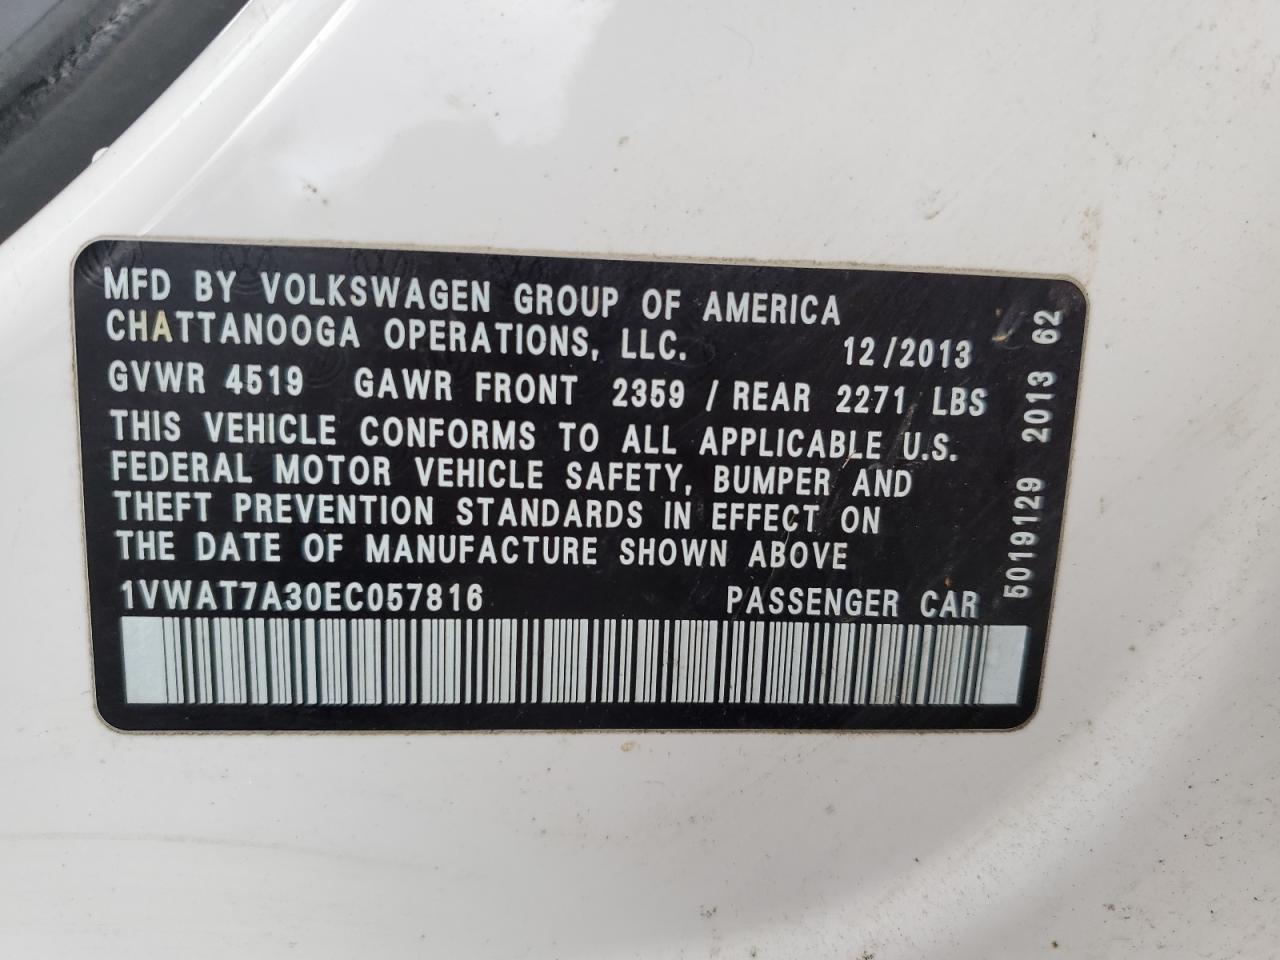 MFD BY VOLKSWAGEN GROUP OF AMERICA
CHATTANOOGA OPERATIONS, LLC. 12/2013
GVWR 4519 GAWR FRONT 2359 / REAR 2271 LBS
THIS VEHICLE CONFORMS TO ALL APPLICABLE U.S.
FEDERAL MOTOR VEHICLE SAFETY, BUMPER AND
THEFT PREVENTION STANDARDS IN EFFECT ON
THE DATE OF MANUFACTURE SHOWN ABOVE
1VWAT7A30EC057816 PASSENGER CAR
5019129 2013 62